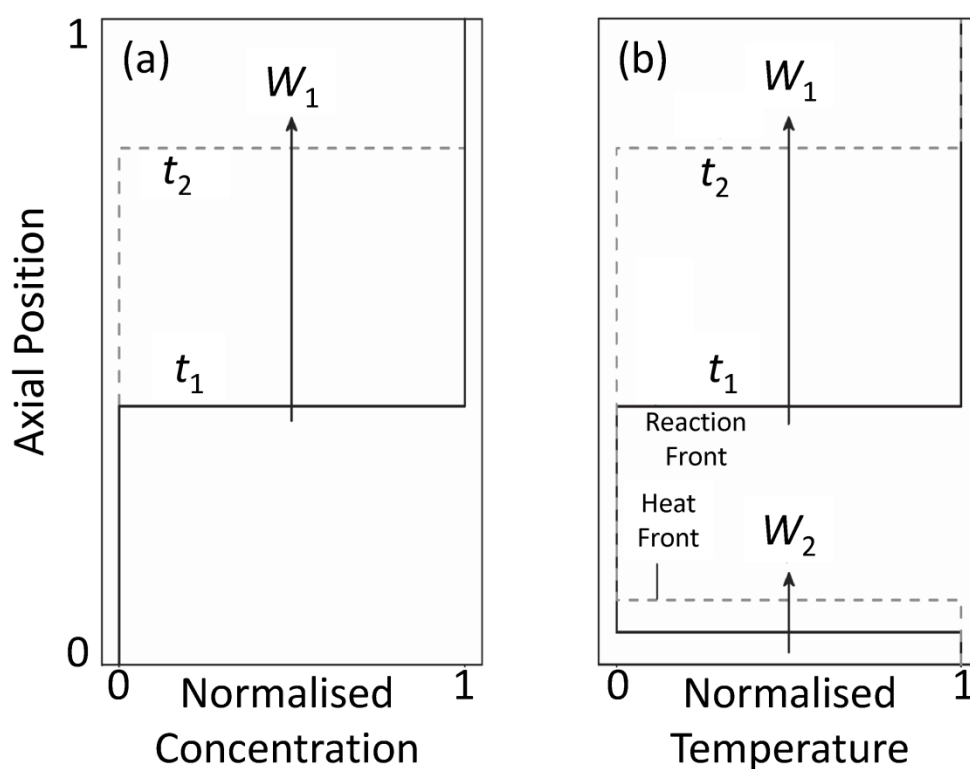 1
(a)
W₁
t₂
t₁
Axial Position
0
0
1
Normalised
Concentration
(b)
W₁
t₂
t₁
Reaction
Front
Heat
Front
W₂
0
1
Normalised
Temperature